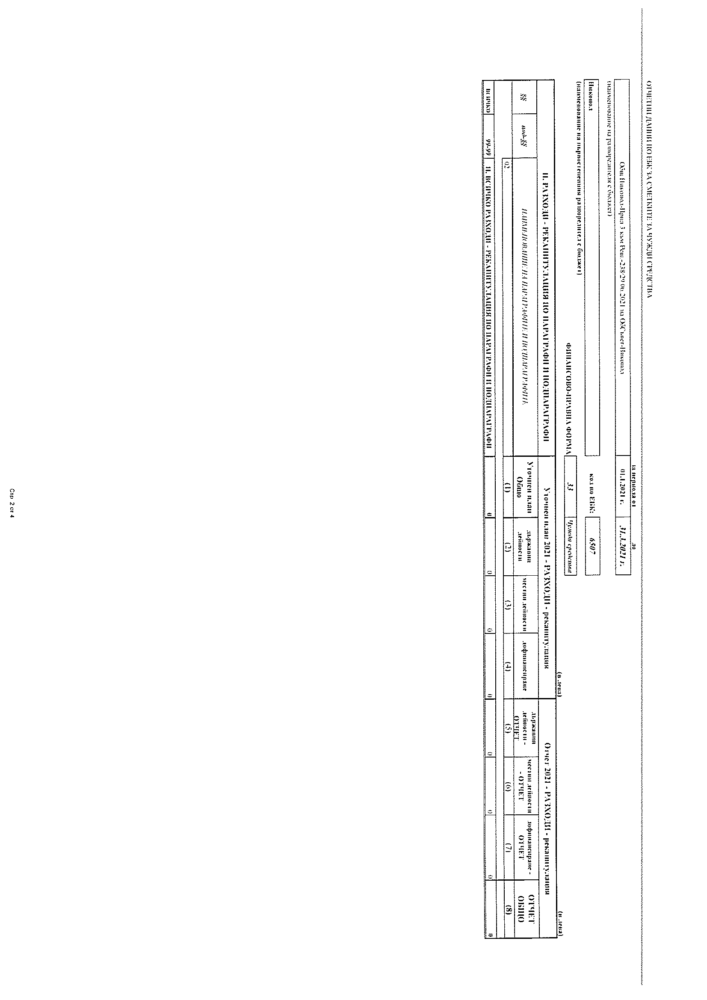 ОТЧЕТНИ ДАННИ ПО ЕБК ЗА СМЕТКИТЕ ЗА ЧУЖДИ СРЕДСТВА
за периода от до
Общ Никопол-Прил 3 към Реш.-238/29.06.2021 на ОбСъвет-Никопол 01.1.2021 г. 31.3.2021 г.
(наименование на разпоредителя с бюджет)
Никопол код по ЕБК: 6507
(наименование на първостепенния разпоредител с бюджет)
ФИНАНСОВО-ПРАВНА ФОРМА 33 Чужди средства
(в лева) (в лева)
II. РАЗХОДИ - РЕКАПИТУЛАЦИЯ ПО ПАРАГРАФИ И ПОДПАРАГРАФИ Уточнен план 2021 - РАЗХОДИ - рекапитулация Отчет 2021 - РАЗХОДИ - рекапитулация
§§ под-§§ НАИМЕНОВАНИЕ НА ПАРАГРАФИТЕ И ПОДПАРАГРАФИТЕ Уточнен план Общо държавни дейности местни дейности дофинансиране държавни дейности - ОТЧЕТ местни дейности - ОТЧЕТ дофинансиране - ОТЧЕТ ОТЧЕТ ОБЩО
02 (1) (2) (3) (4) (5) (6) (7) (8)
всичко 99-99 II. ВСИЧКО РАЗХОДИ - РЕКАПИТУЛАЦИЯ ПО ПАРАГРАФИ И ПОДПАРАГРАФИ 0 0 0 0 0 0 0 0
Стр. 2 от 4